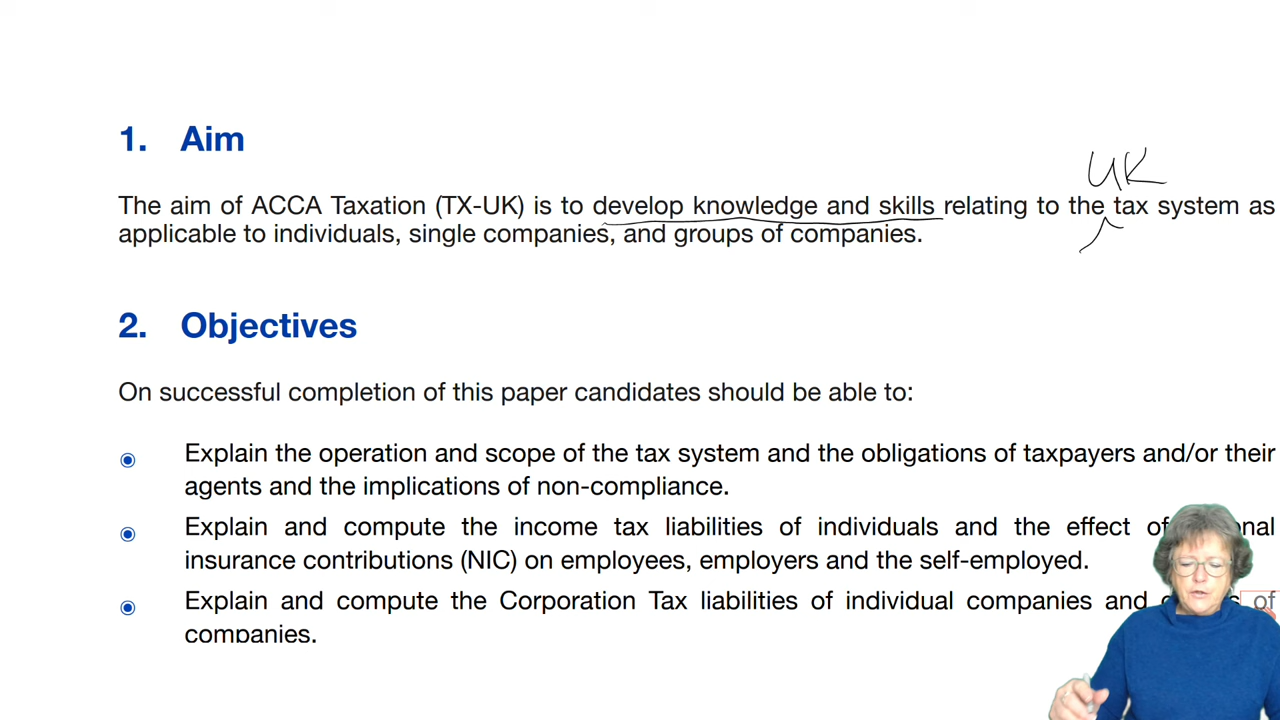 1. Aim
UK
The aim of ACCA Taxation (TX-UK) is to develop knowledge and skills relating to the tax system as
applicable to individuals, single companies, and groups of companies.
2. Objectives
On successful completion of this paper candidates should be able to:
Explain the operation and scope of the tax system and the obligations of taxpayers and/or their
agents and the implications of non-compliance.
Explain and compute the income tax liabilities of individuals and the effect of
insurance contributions (NIC) on employees, employers and the self-employed.
Explain and compute the Corporation Tax liabilities of individual companies and of
companies.